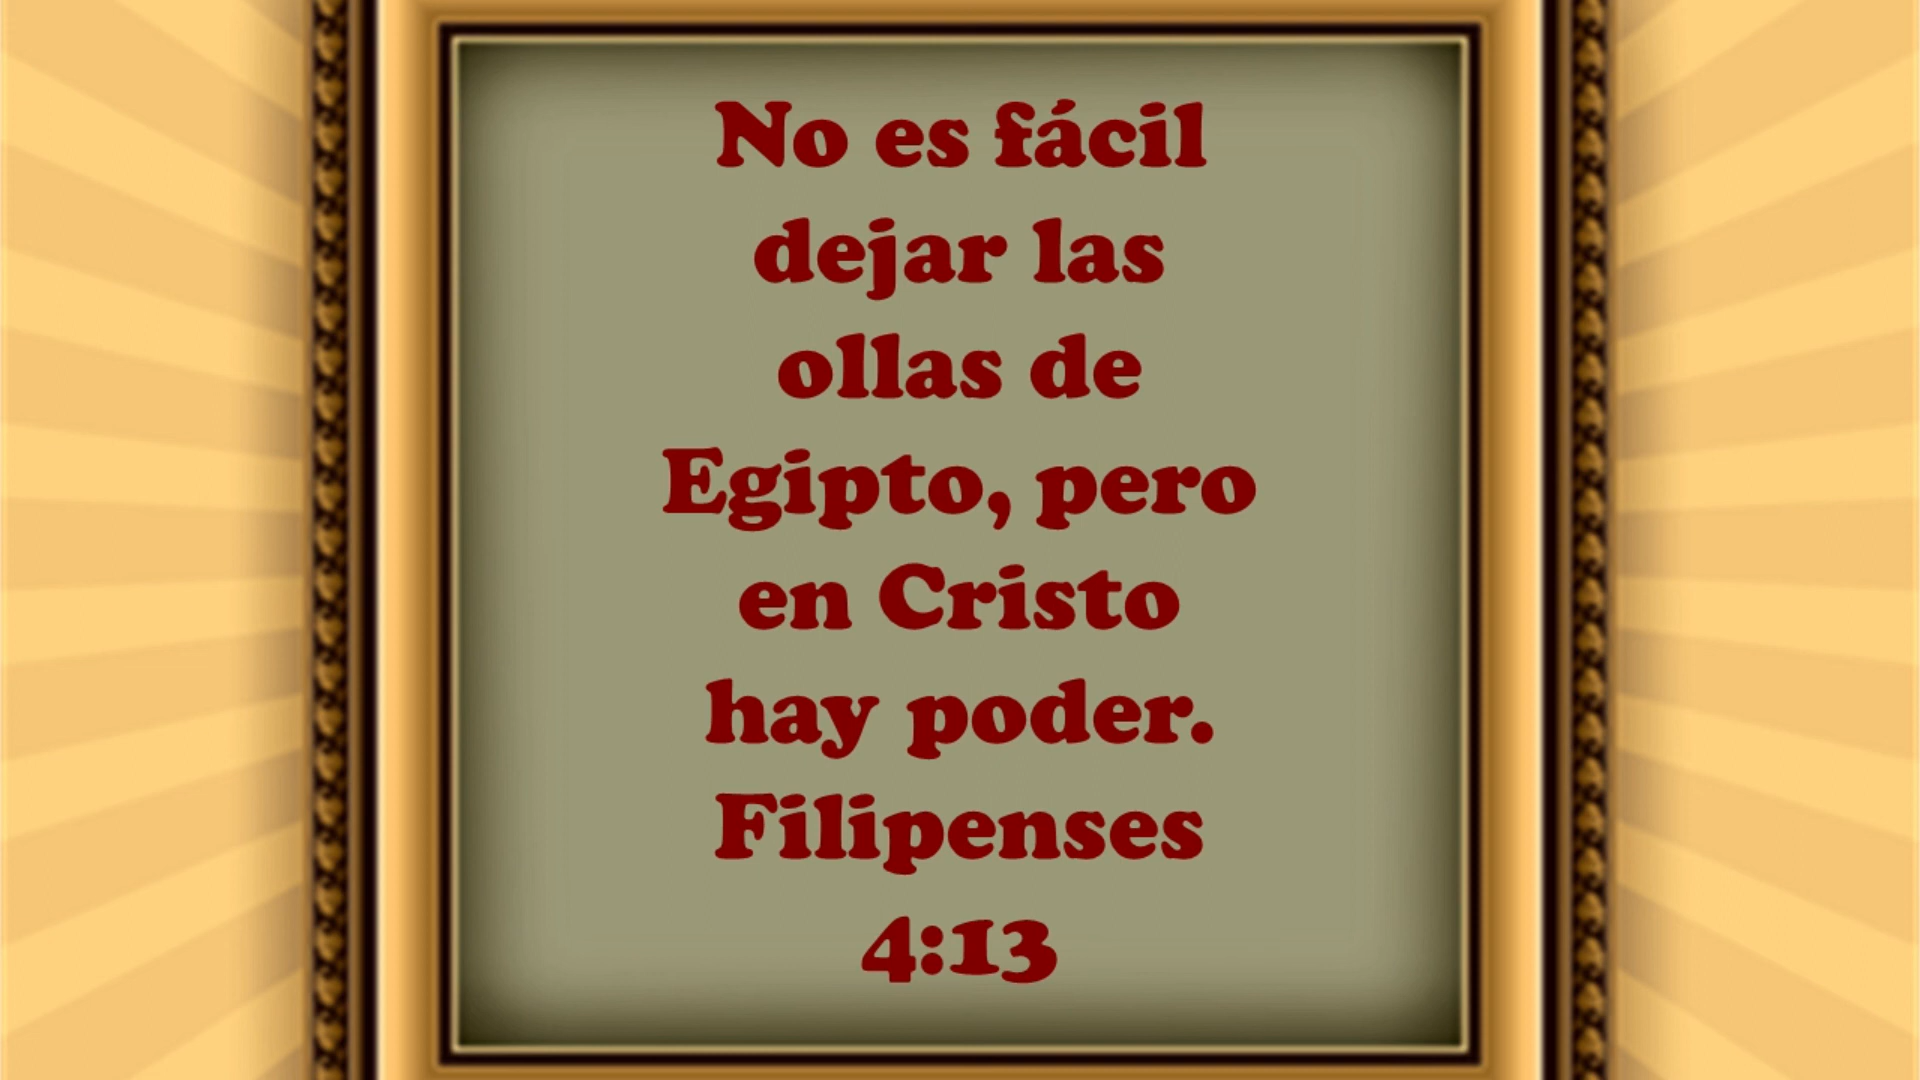 No es fácil
dejar las
ollas de
Egipto, pero
en Cristo
hay poder.
Filipenses
4:13